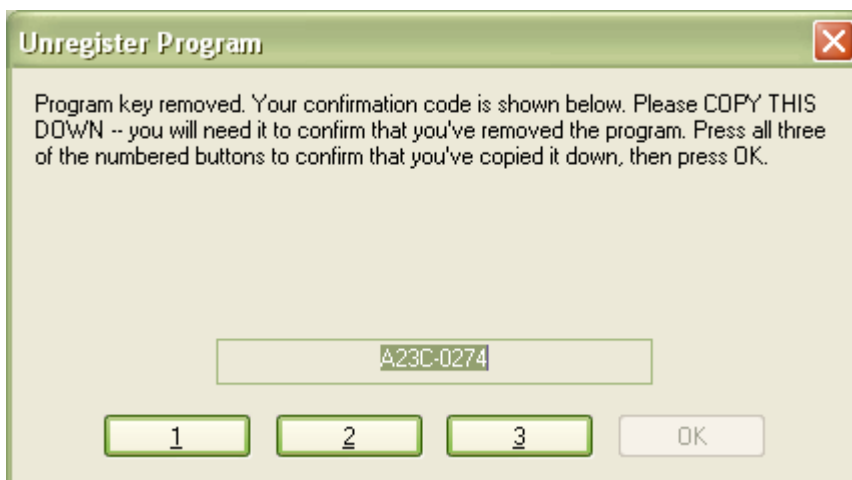 Unregister Program
Program key removed. Your confirmation code is shown below. Please COPY THIS
DOWN -- you will need it to confirm that you've removed the program. Press all three
of the numbered buttons to confirm that you've copied it down, then press OK.
A23C-0274
1 2 3 OK